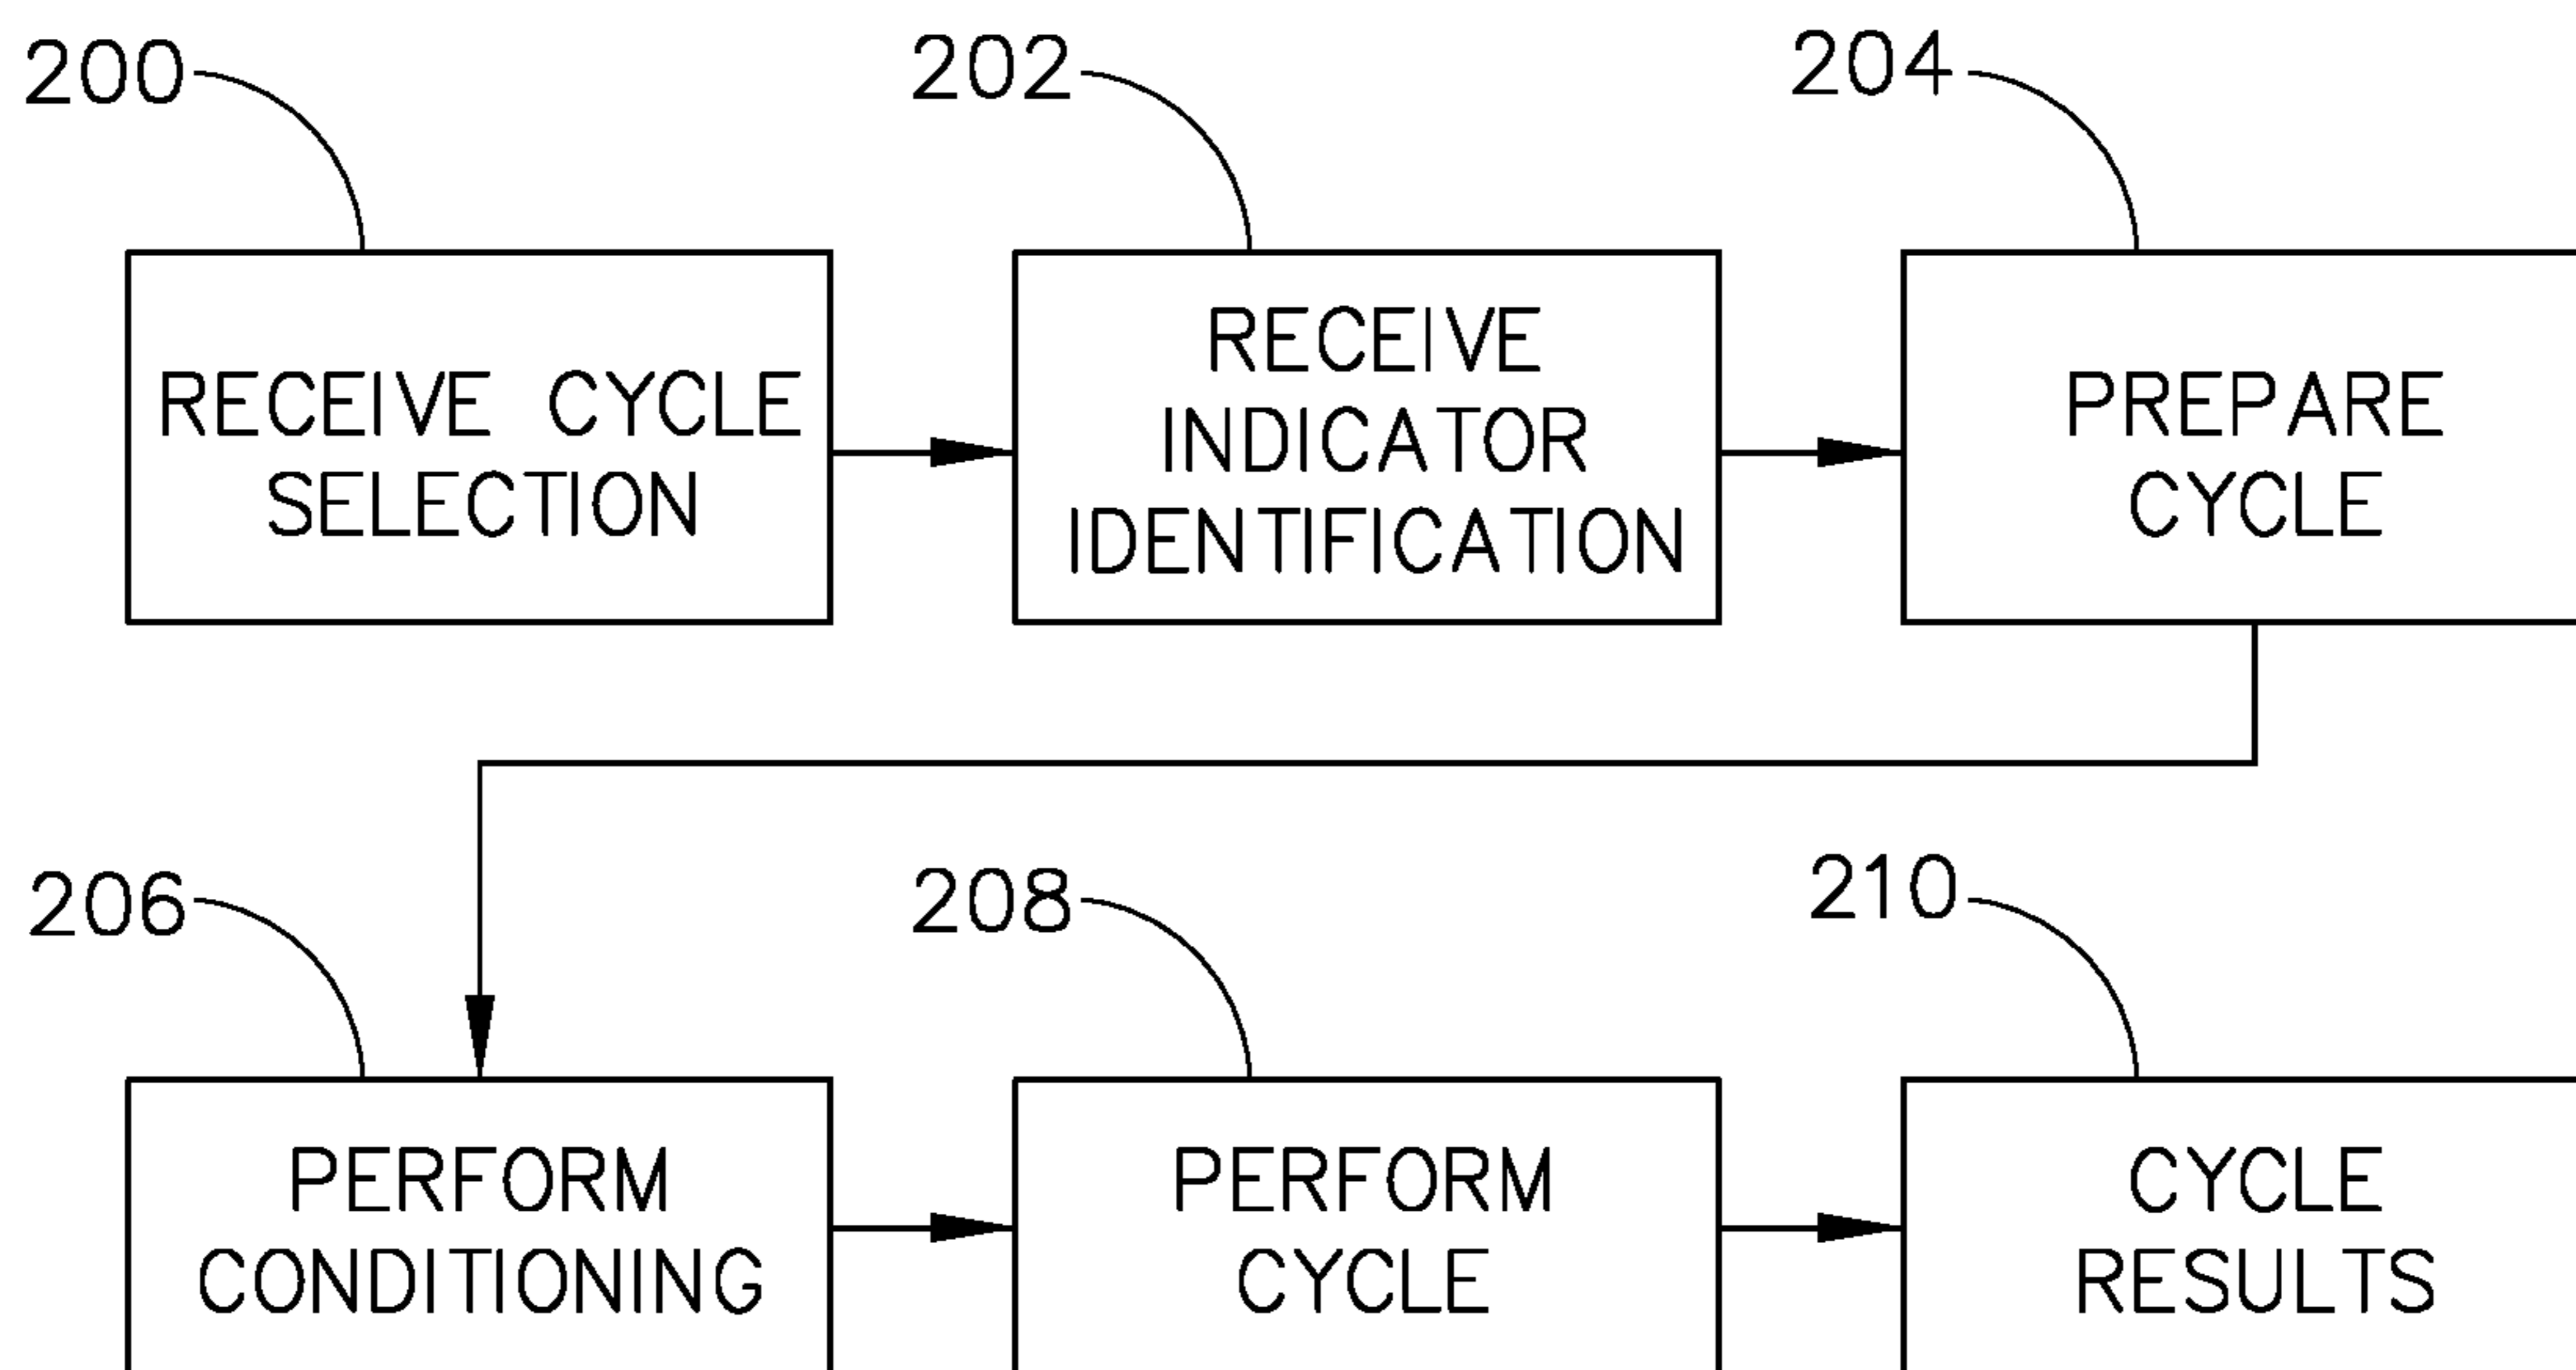 200
202
204
RECEIVE CYCLE
SELECTION
RECEIVE
INDICATOR
IDENTIFICATION
PREPARE
CYCLE
206
208
210
PERFORM
CONDITIONING
PERFORM
CYCLE
CYCLE
RESULTS